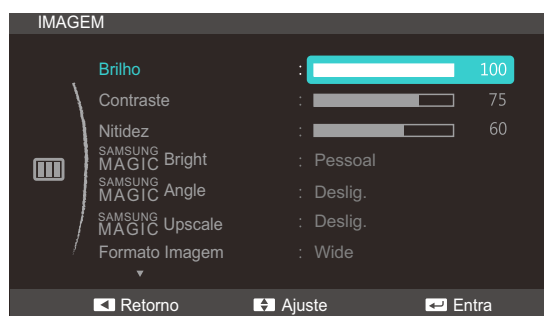 IMAGEM
Brilho : 100
Contraste : 75
Nitidez : 60
SAMSUNG MAGIC Bright : Pessoal
SAMSUNG MAGIC Angle : Deslig.
SAMSUNG MAGIC Upscale : Deslig.
Formato Imagem : Wide
Retorno Ajuste Entra